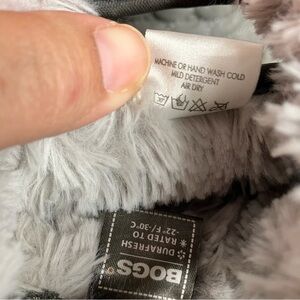 MACHINE OR HAND WASH COLD
MILD DETERGENT
AIR DRY
BOGS
DURAFRESH
RATED TO
-22°F/-30°C